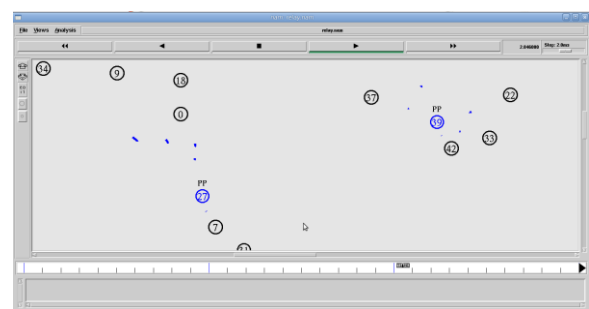 File Views Analysis
relay.nam
Step: 2.0ms
34
9
18
37
22
0
PP
39
33
42
PP
27
7